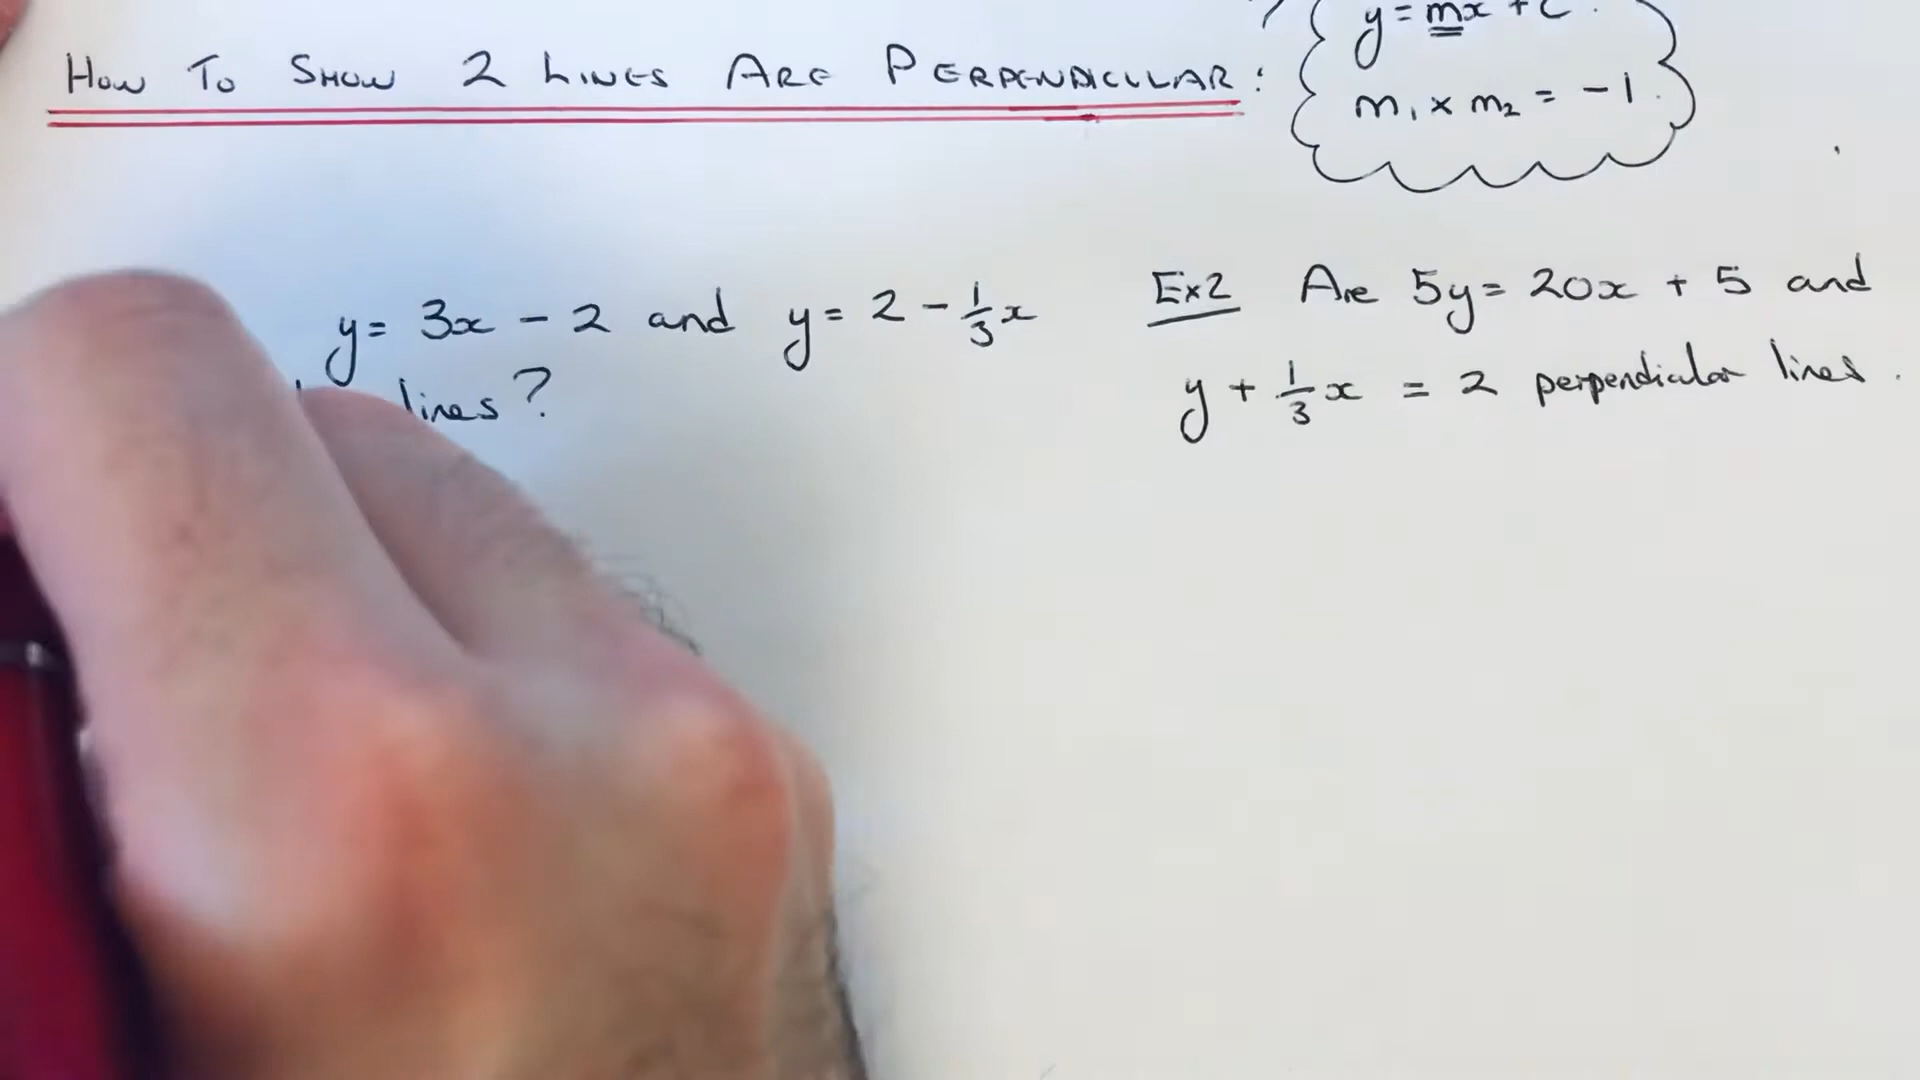 How To Show 2 Lines Are Perpendicular?
y = mx + c.
m₁ × m₂ = -1.
y = 3x - 2 and y = 2 - 1/3 x
lines?
Ex2 Are 5y = 20x + 5 and
y + 1/3 x = 2 perpendicular lines.